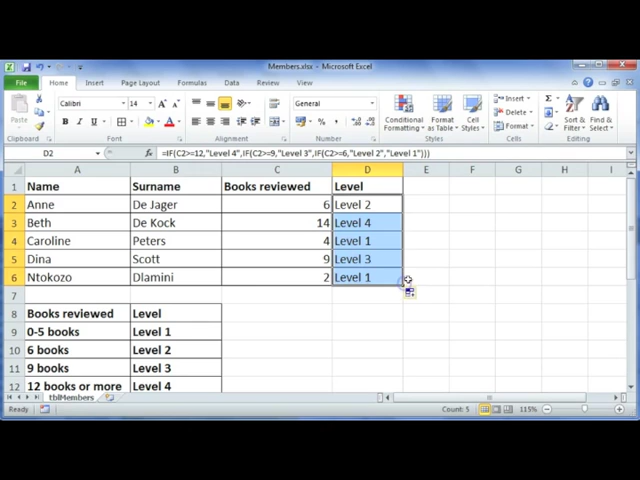 Members.xlsx - Microsoft Excel
File Home Insert Page Layout Formulas Data Review View
Calibri 11 General Insert
Paste Conditional Format Cell Delete Sort & Find &
B I U Formatting as Table Styles Format Filter Select
Clipboard Font Alignment Number Styles Cells Editing
D2 fx =IF(C2>=12,"Level 4",IF(C2>=9,"Level 3",IF(C2>=6,"Level 2","Level 1")))
A B C D E F G H I
1 Name Surname Books reviewed Level
2 Anne De Jager 6 Level 2
3 Beth De Kock 14 Level 4
4 Caroline Peters 4 Level 1
5 Dina Scott 9 Level 3
6 Ntokozo Dlamini 2 Level 1
7
8 Books reviewed Level
9 0-5 books Level 1
10 6 books Level 2
11 9 books Level 3
12 12 books or more Level 4
tblMembers
Ready Count: 5 115%